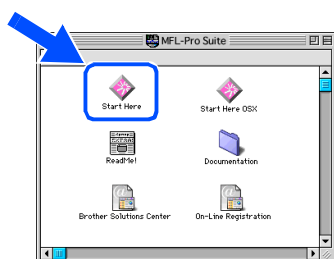 MFL-Pro Suite
Start Here
Start Here OSX
ReadMe!
Documentation
Brother Solutions Center
On-Line Registration